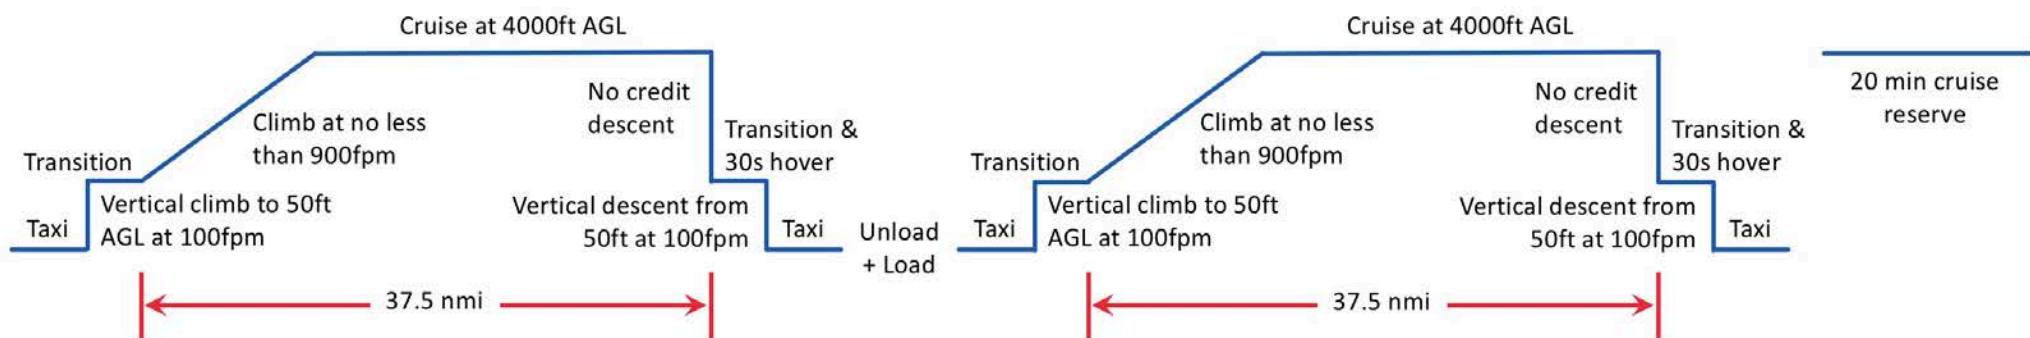 Cruise at 4000ft AGL
No credit
descent
Climb at no less
than 900fpm
Transition &
30s hover
Transition
Vertical climb to 50ft
AGL at 100fpm
Vertical descent from
50ft at 100fpm
Taxi
Taxi
Unload
+ Load
37.5 nmi
Cruise at 4000ft AGL
No credit
descent
Climb at no less
than 900fpm
Transition &
30s hover
Transition
Vertical climb to 50ft
AGL at 100fpm
Vertical descent from
50ft at 100fpm
Taxi
Taxi
37.5 nmi
20 min cruise
reserve